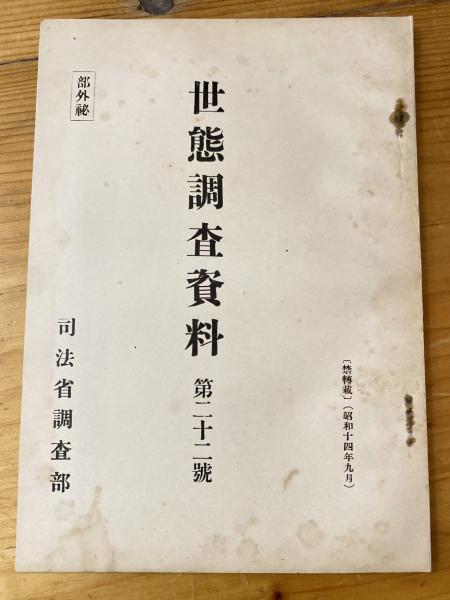 〔禁轉載〕（昭和十四年九月）
世態調査資料 第二十二號
部外祕
司法省調査部